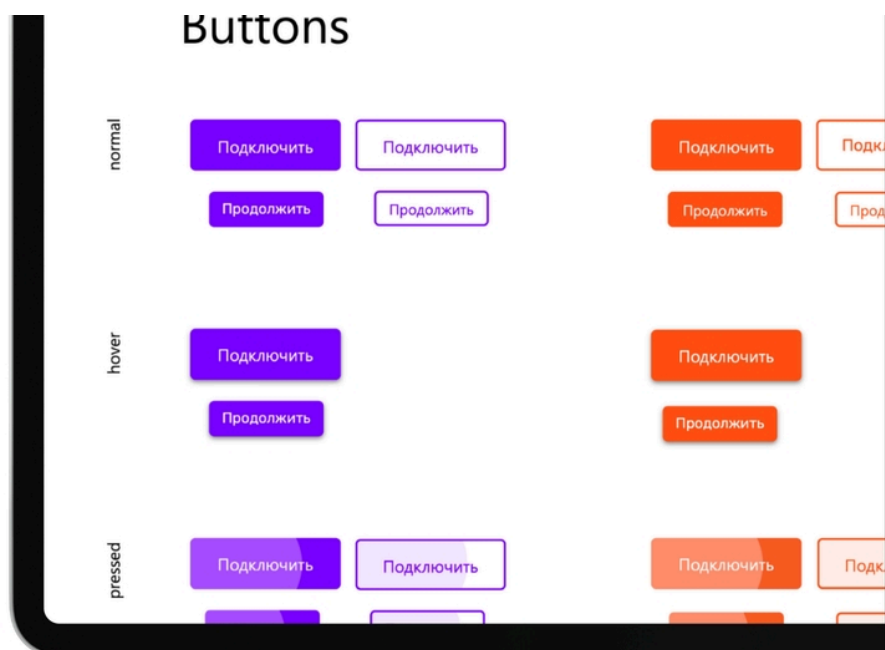 Buttons
normal
Подключить Подключить Подключить
Продолжить Продолжить Продолжить
hover
Подключить Подключить
Продолжить Продолжить
pressed
Подключить Подключить Подключить